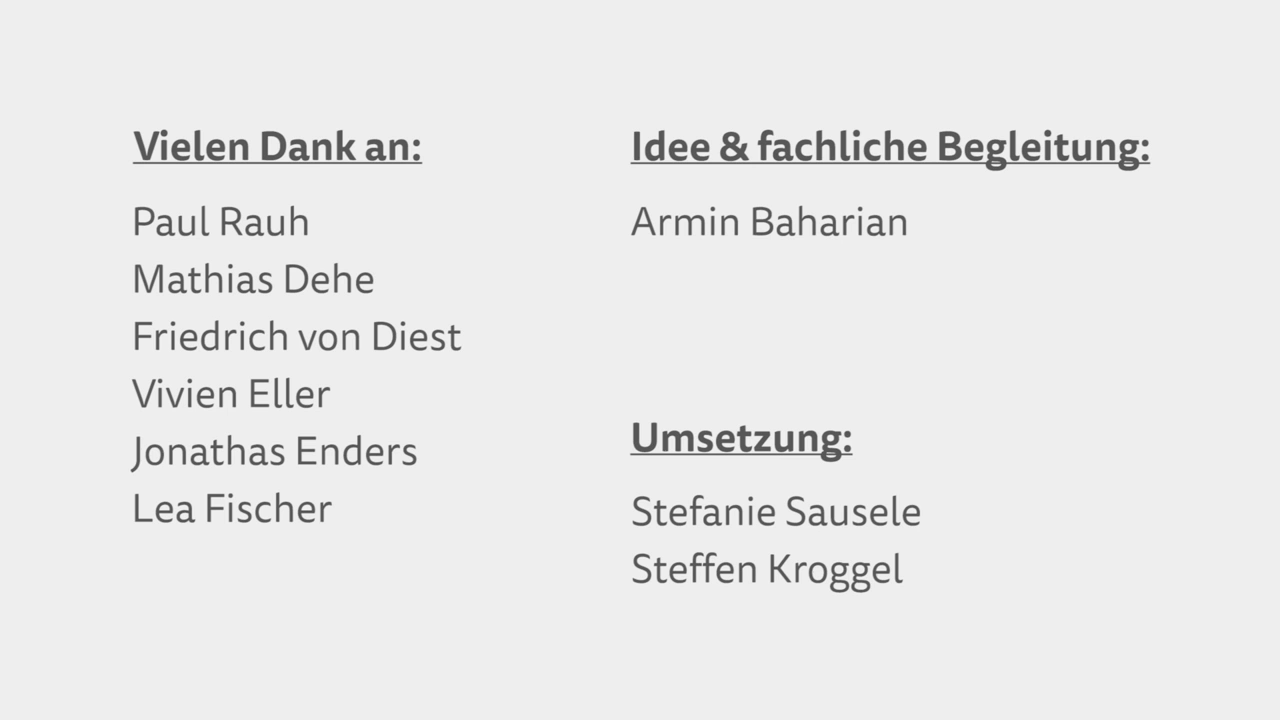 Vielen Dank an:
Paul Rauh
Mathias Dehe
Friedrich von Diest
Vivien Eller
Jonathas Enders
Lea Fischer
Idee & fachliche Begleitung:
Armin Baharian
Umsetzung:
Stefanie Sausele
Steffen Kroggel